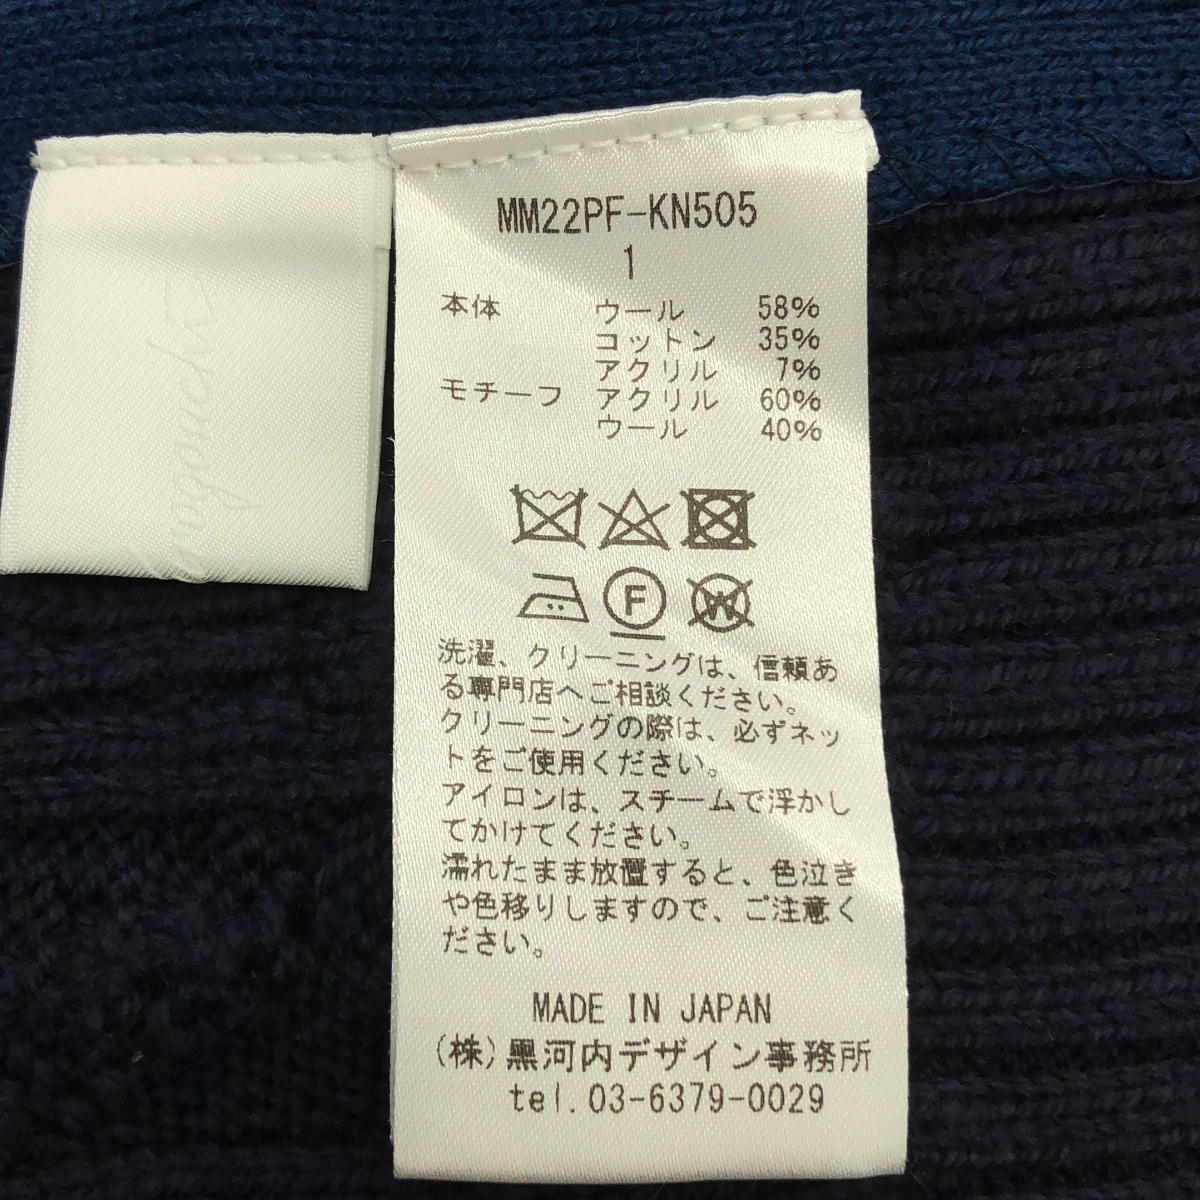 MM22PF-KN505
1
本体 ウール 58%
コットン 35%
アクリル 7%
モチーフ アクリル 60%
ウール 40%
F
W
洗濯、クリーニングは、信頼あ
る専門店へご相談ください。
クリーニングの際は、必ずネッ
トをご使用ください。
アイロンは、スチームで浮かし
てかけてください。
濡れたまま放置すると、色泣き
や色移りしますので、ご注意く
ださい。
MADE IN JAPAN
(株)黒河内デザイン事務所
tel.03-6379-0029